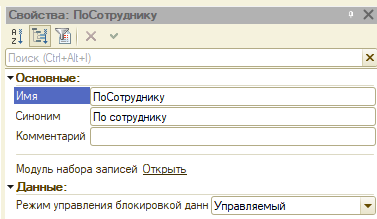 Свойства: ПоСотруднику
Поиск (Ctrl+Alt+I)
Основные:
Имя ПоСотруднику
Синоним По сотруднику
Комментарий
Модуль набора записей Открыть
Данные:
Режим управления блокировкой данн Управляемый